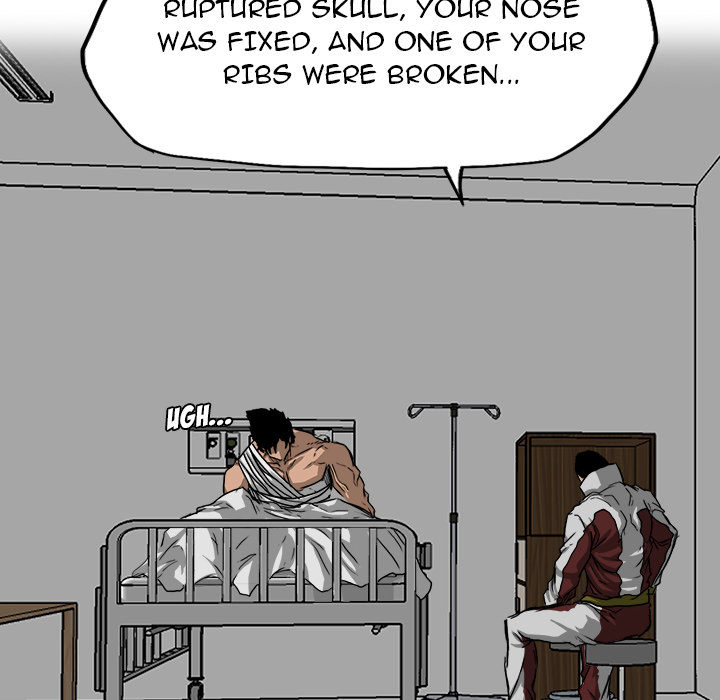 RUPTURED SKULL, YOUR NOSE
WAS FIXED, AND ONE OF YOUR
RIBS WERE BROKEN...
UGH...